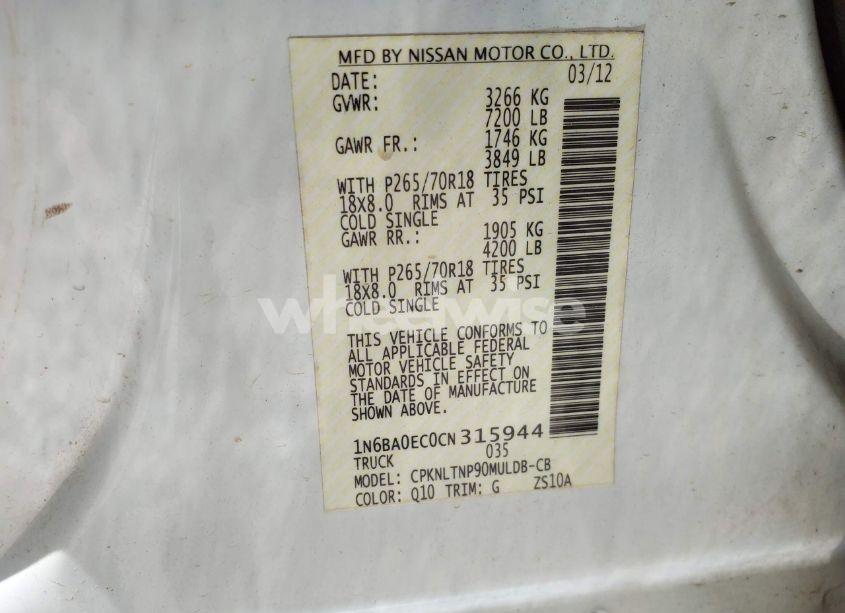 MFD BY NISSAN MOTOR CO., LTD.
DATE: 03/12
GVWR: 3266 KG
7200 LB
GAWR FR.: 1746 KG
3849 LB
WITH P265/70R18 TIRES
18X8.0 RIMS AT 35 PSI
COLD SINGLE
GAWR RR.: 1905 KG
4200 LB
WITH P265/70R18 TIRES
18X8.0 RIMS AT 35 PSI
COLD SINGLE
wheelwise
THIS VEHICLE CONFORMS TO
ALL APPLICABLE FEDERAL
MOTOR VEHICLE SAFETY
STANDARDS IN EFFECT ON
THE DATE OF MANUFACTURE
SHOWN ABOVE.
1N6BA0EC0CN315944
TRUCK 035
MODEL: CPKNLTNP90MULDB-CB
COLOR: Q10 TRIM: G ZS10A